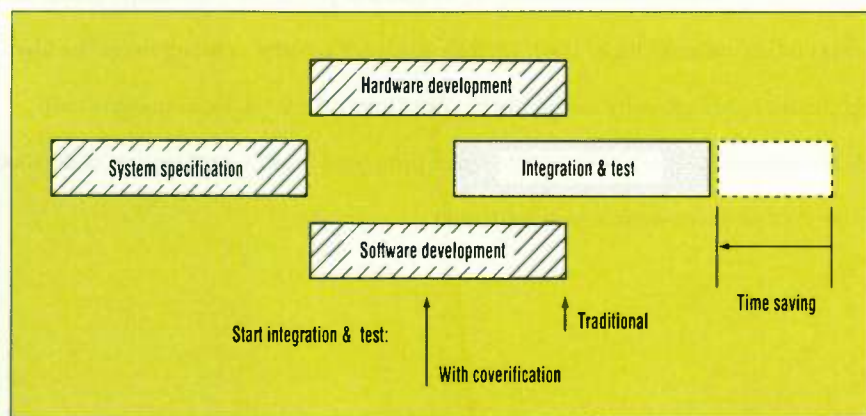 Hardware development
System specification
Integration & test
Software development
Time saving
Traditional
Start integration & test:
With coverification